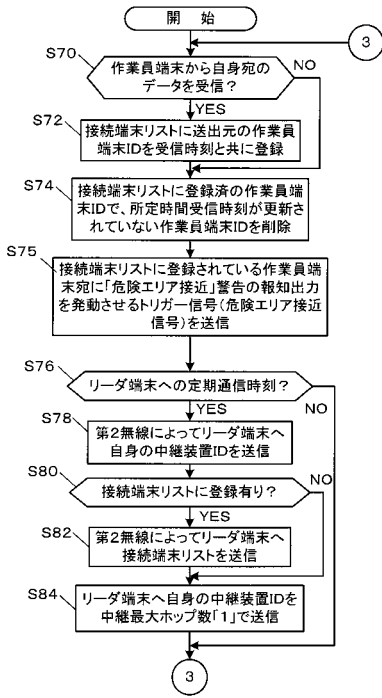 開 始
3
S70
作業員端末から自身宛の
データを受信？
NO
YES
S72
接続端末リストに送出元の作業員
端末IDを受信時刻と共に登録
S74
接続端末リストに登録済の作業員端
末IDで、所定時間受信時刻が更新さ
れていない作業員端末IDを削除
S75
接続端末リストに登録されている作業員端
末宛に「危険エリア接近」警告の報知出力
を発動させるトリガー信号(危険エリア接近
信号)を送信
S76
リーダ端末への定期通信時刻？
NO
YES
S78
第2無線によってリーダ端末へ
自身の中継装置IDを送信
S80
接続端末リストに登録有り？
NO
YES
S82
第2無線によってリーダ端末へ
接続端末リストを送信
S84
リーダ端末へ自身の中継装置IDを
中継最大ホップ数「1」で送信
3